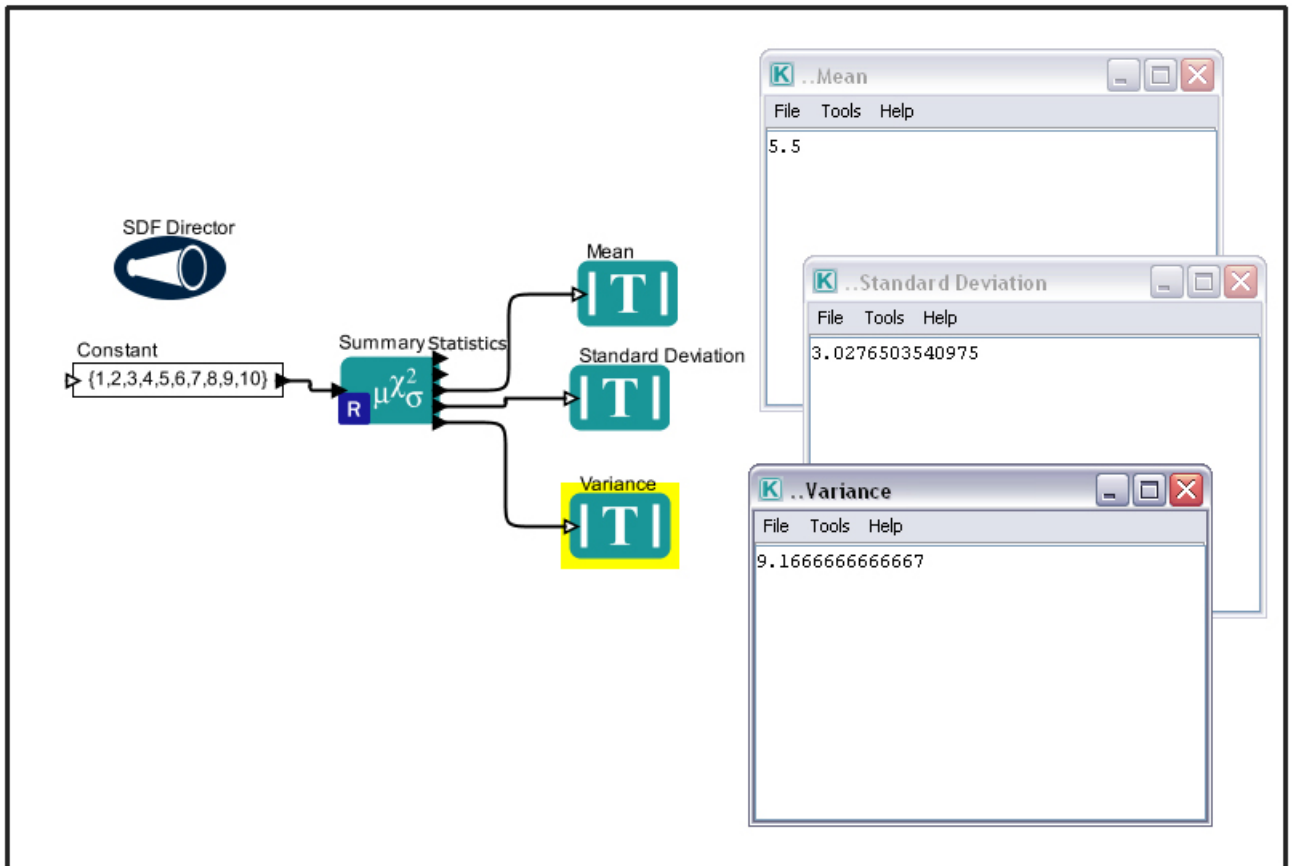 SDF Director
Constant
{1,2,3,4,5,6,7,8,9,10}
Summary Statistics
R
μχ²σ
Mean
T
Standard Deviation
T
Variance
T
K ..Mean
File Tools Help
5.5
K ..Standard Deviation
File Tools Help
3.0276503540975
K ..Variance
File Tools Help
9.1666666666667